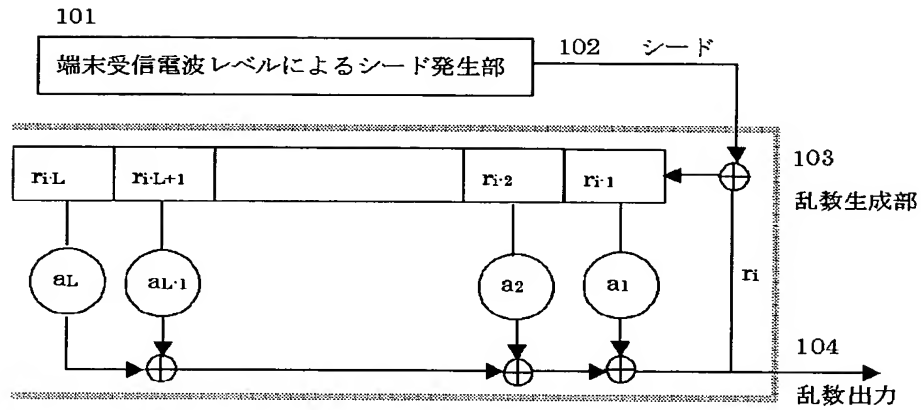 101
端末受信電波レベルによるシード発生部
102 シード
103
乱数生成部
ri-L ri-L+1 ri-2 ri-1
aL aL-1 a2 a1
ri
104
乱数出力